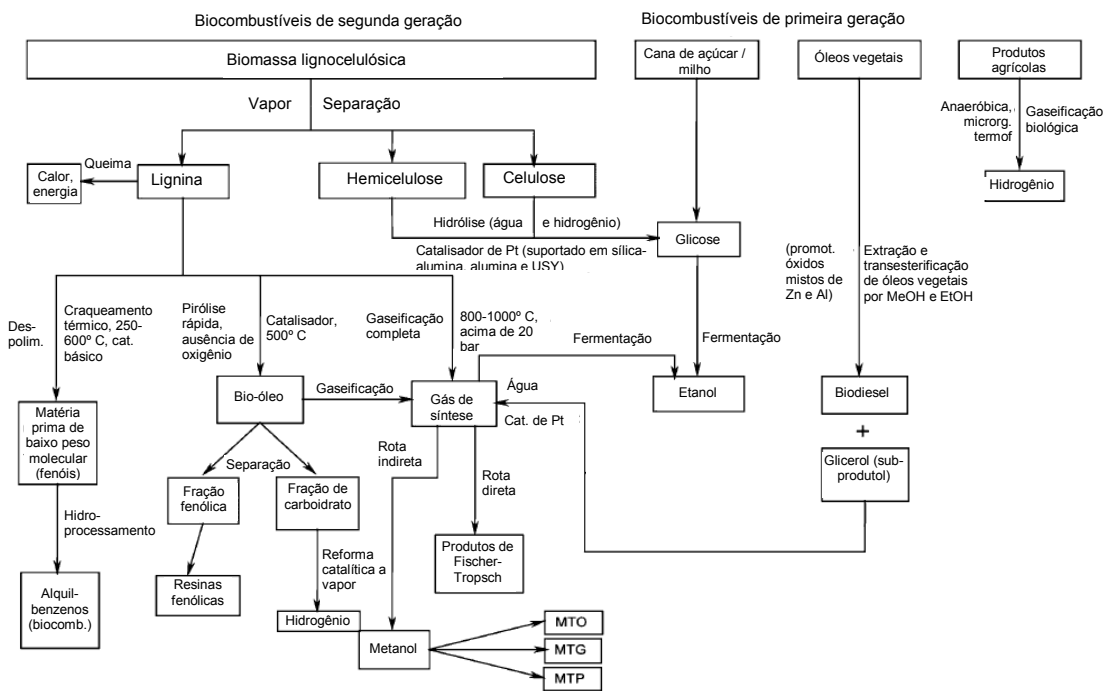 Biocombustíveis de segunda geração
Biocombustíveis de primeira geração
Biomassa lignocelulósica
Cana de açúcar /
milho
Óleos vegetais
Produtos
agrícolas
Vapor
Separação
Anaeróbica,
microrg.
termof
Gaseificação
biológica
Queima
Calor,
energia
Lignina
Hemicelulose
Celulose
Hidrogênio
Hidrólise (água
e hidrogênio)
Glicose
Catalisador de Pt (suportado em sílica-
alumina, alumina e USY)
(promot.
óxidos
mistos de
Zn e Al)
Extração e
transesterificação
de óleos vegetais
por MeOH e EtOH
Des-
polim.
Craqueamento
térmico, 250-
600º C, cat.
básico
Pirólise
rápida,
ausência de
oxigênio
Catalisador,
500º C
Gaseificação
completa
800-1000º C,
acima de 20
bar
Fermentação
Fermentação
Bio-óleo
Gaseificação
Gás de
síntese
Água
Cat. de Pt
Etanol
Biodiesel
+
Matéria
prima de
baixo peso
molecular
(fenóis)
Separação
Rota
indireta
Rota
direta
Glicerol (sub-
produtol)
Fração
fenólica
Fração de
carboidrato
Hidro-
processamento
Reforma
catalítica a
vapor
Produtos de
Fischer-
Tropsch
Alquil-
benzenos
(biocomb.)
Resinas
fenólicas
Hidrogênio
Metanol
MTO
MTG
MTP